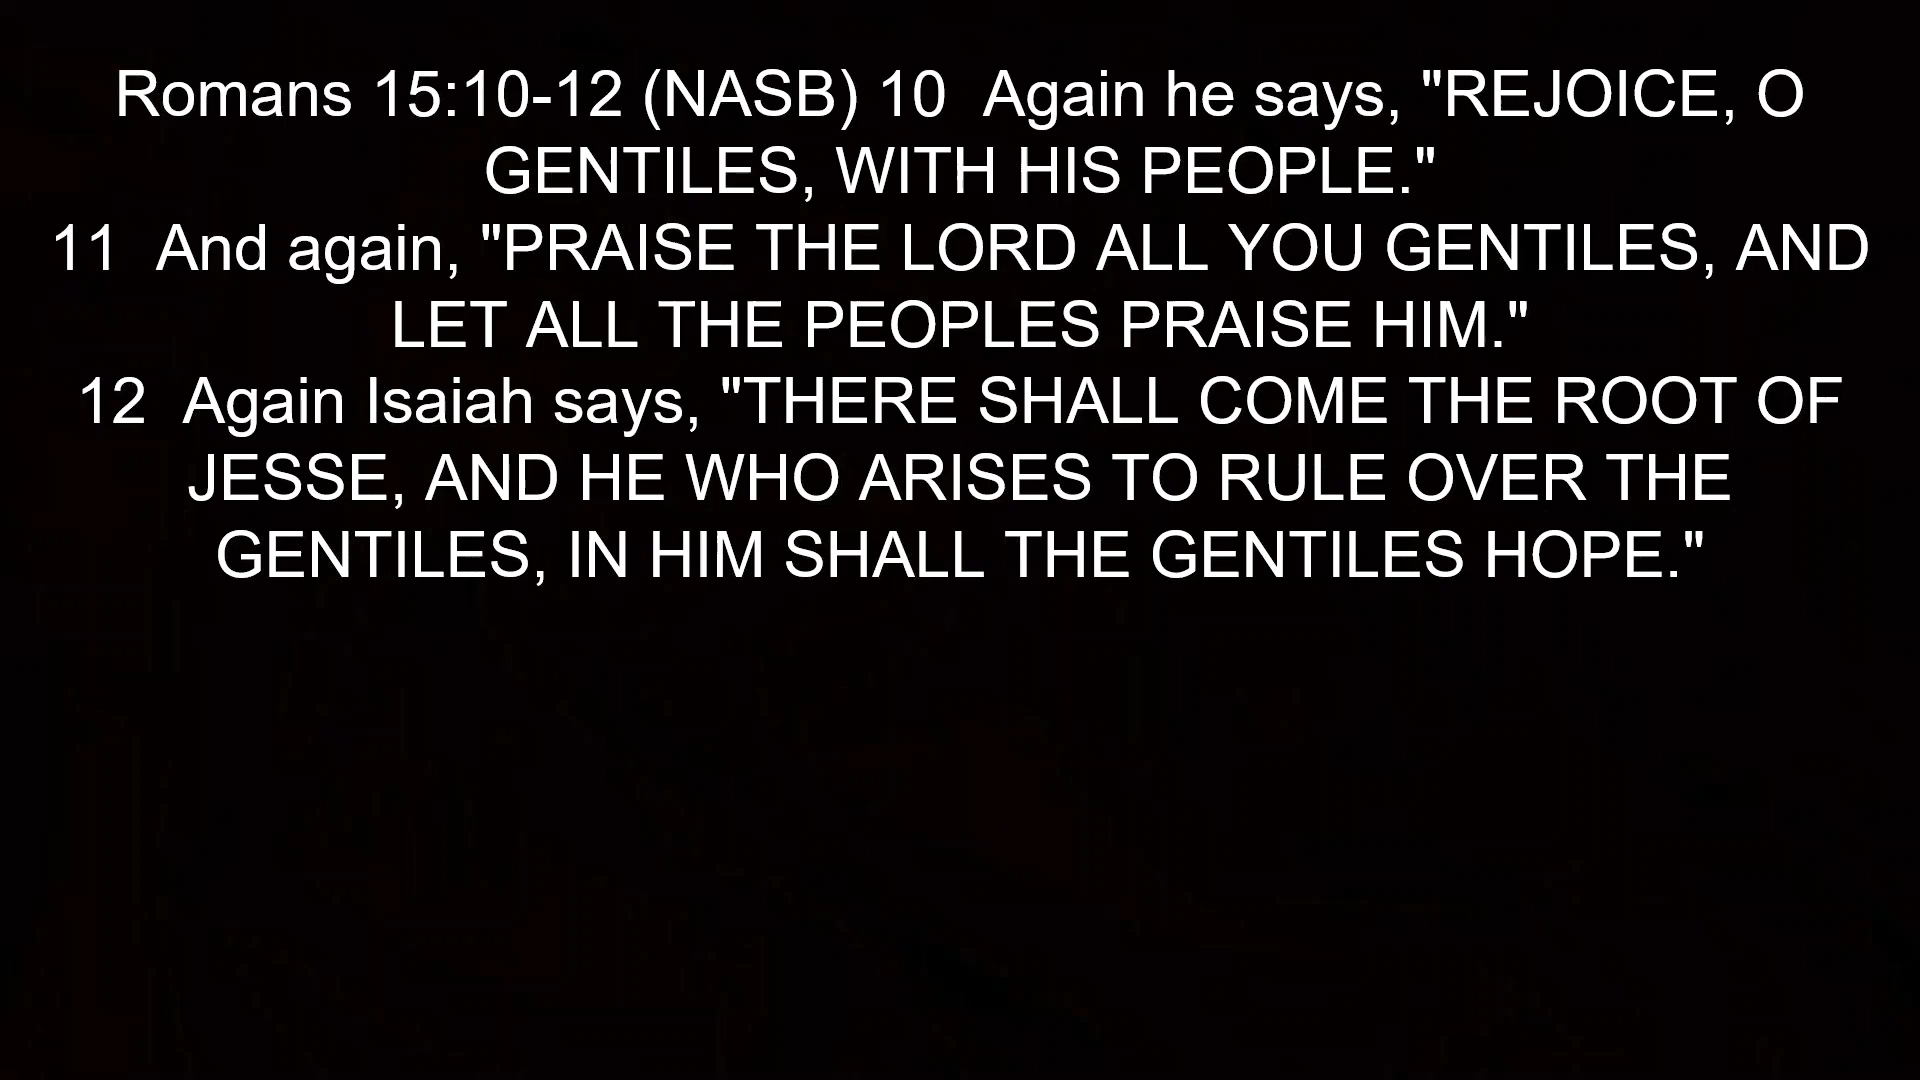 Romans 15:10-12 (NASB) 10  Again he says, "REJOICE, O
GENTILES, WITH HIS PEOPLE."
11  And again, "PRAISE THE LORD ALL YOU GENTILES, AND
LET ALL THE PEOPLES PRAISE HIM."
12  Again Isaiah says, "THERE SHALL COME THE ROOT OF
JESSE, AND HE WHO ARISES TO RULE OVER THE
GENTILES, IN HIM SHALL THE GENTILES HOPE."